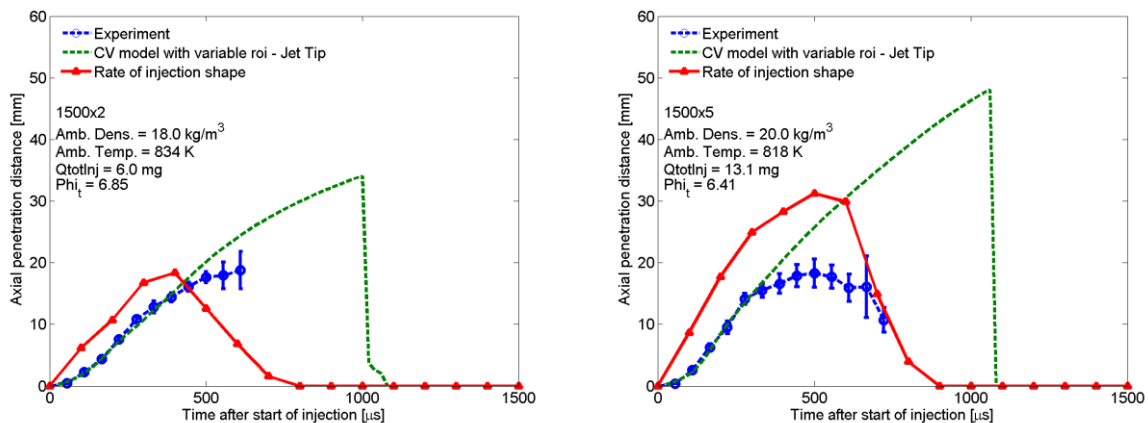 60
50
40
30
20
10
0
Axial penetration distance [mm]
Experiment
CV model with variable roi - Jet Tip
Rate of injection shape
1500x2
Amb. Dens. = 18.0 kg/m³
Amb. Temp. = 834 K
QtotInj = 6.0 mg
Phi_t = 6.85
0 500 1000 1500
Time after start of injection [μs]
60
50
40
30
20
10
0
Axial penetration distance [mm]
Experiment
CV model with variable roi - Jet Tip
Rate of injection shape
1500x5
Amb. Dens. = 20.0 kg/m³
Amb. Temp. = 818 K
QtotInj = 13.1 mg
Phi_t = 6.41
0 500 1000 1500
Time after start of injection [μs]